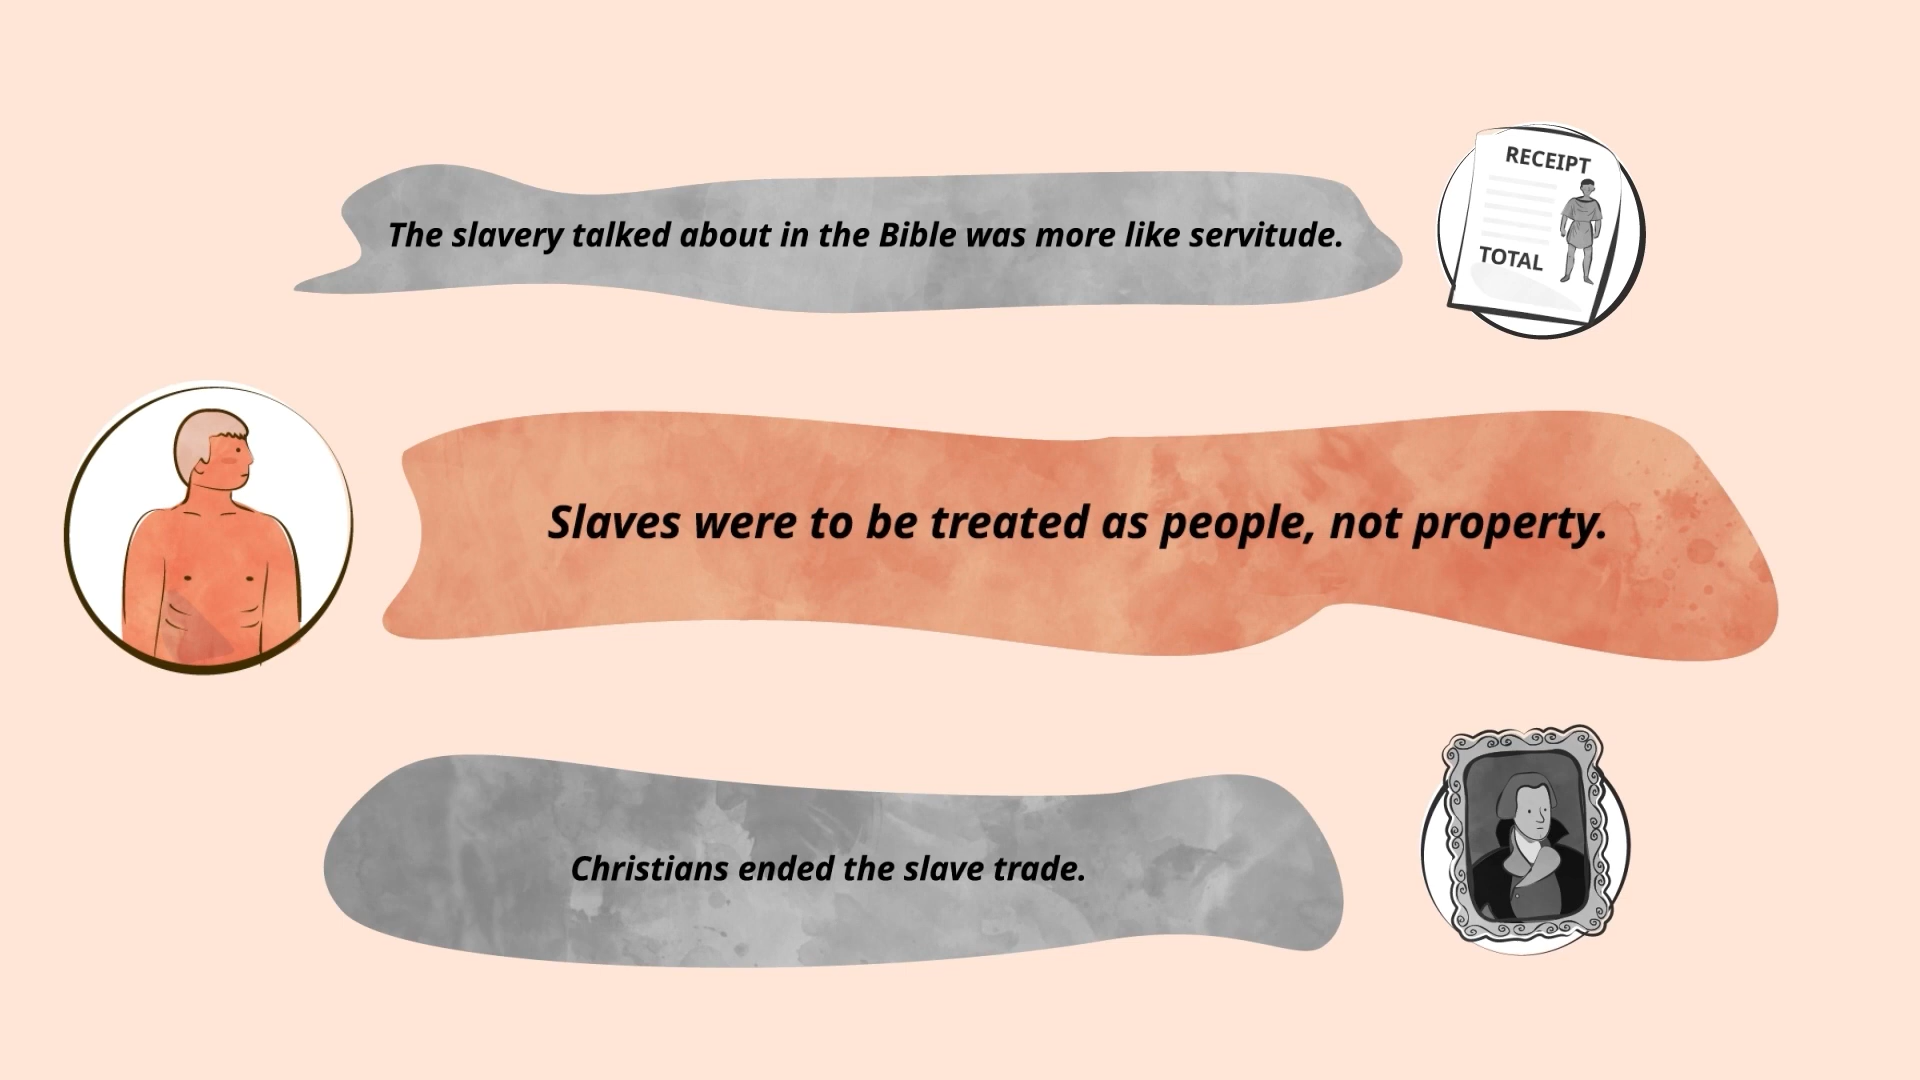 The slavery talked about in the Bible was more like servitude.
RECEIPT
TOTAL
Slaves were to be treated as people, not property.
Christians ended the slave trade.